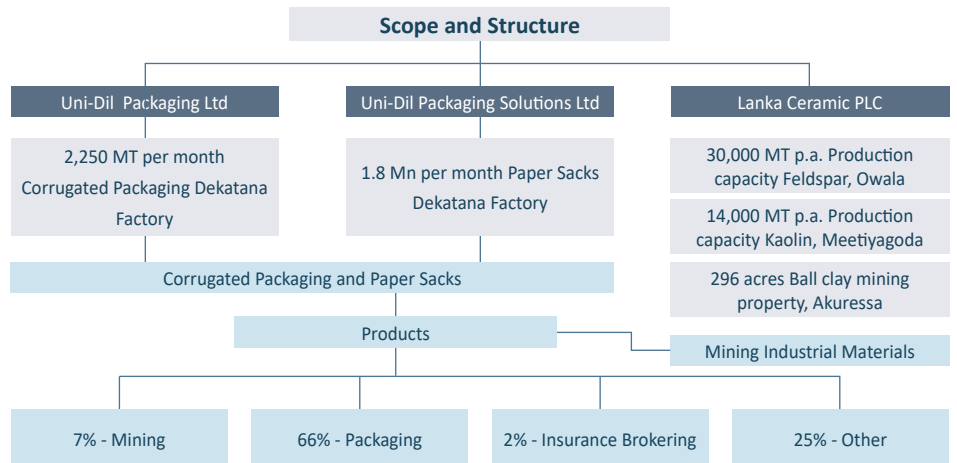 Scope and Structure
Uni-Dil Packaging Ltd
2,250 MT per month
Corrugated Packaging Dekatana
Factory
Uni-Dil Packaging Solutions Ltd
1.8 Mn per month Paper Sacks
Dekatana Factory
Lanka Ceramic PLC
30,000 MT p.a. Production
capacity Feldspar, Owala
14,000 MT p.a. Production
capacity Kaolin, Meetiyagoda
296 acres Ball clay mining
property, Akuressa
Corrugated Packaging and Paper Sacks
Products
Mining Industrial Materials
7% - Mining
66% - Packaging
2% - Insurance Brokering
25% - Other